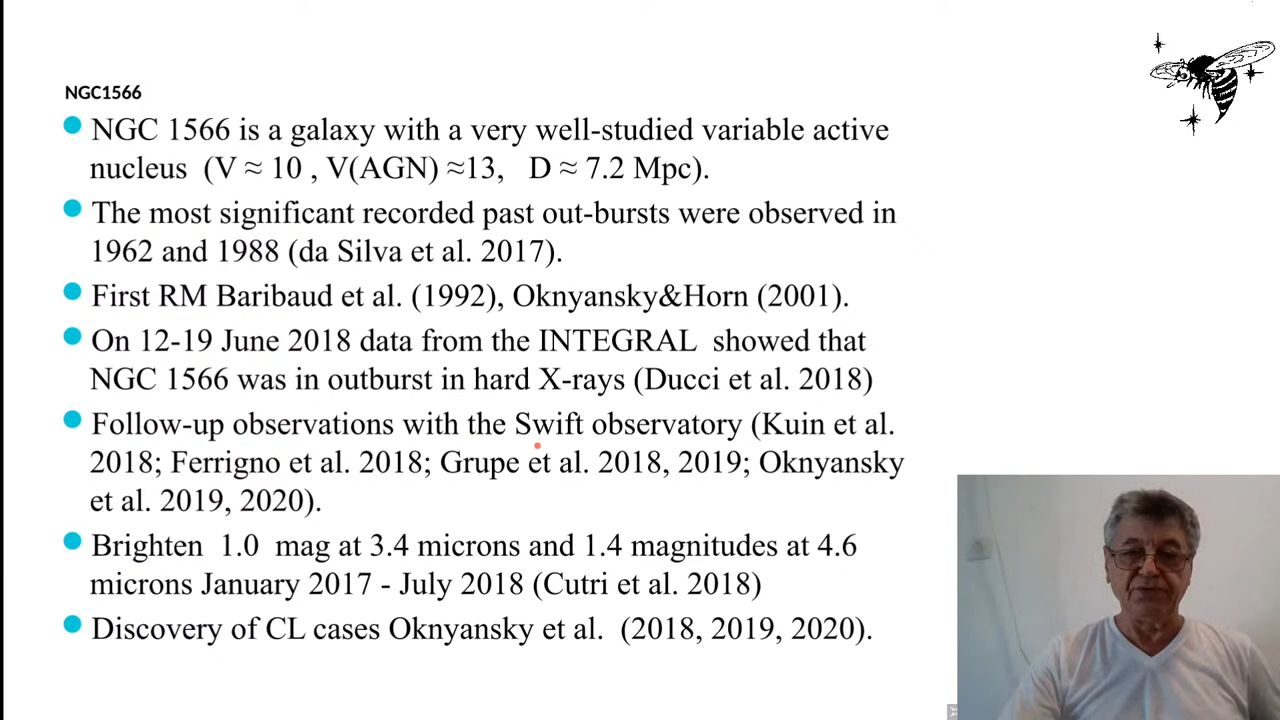 NGC1566
NGC 1566 is a galaxy with a very well-studied variable active
nucleus (V ≈ 10 , V(AGN) ≈13, D ≈ 7.2 Mpc).
The most significant recorded past out-bursts were observed in
1962 and 1988 (da Silva et al. 2017).
First RM Baribaud et al. (1992), Oknyansky&Horn (2001).
On 12-19 June 2018 data from the INTEGRAL showed that
NGC 1566 was in outburst in hard X-rays (Ducci et al. 2018)
Follow-up observations with the Swift observatory (Kuin et al.
2018; Ferrigno et al. 2018; Grupe et al. 2018, 2019; Oknyansky
et al. 2019, 2020).
Brighten 1.0 mag at 3.4 microns and 1.4 magnitudes at 4.6
microns January 2017 - July 2018 (Cutri et al. 2018)
Discovery of CL cases Oknyansky et al. (2018, 2019, 2020).